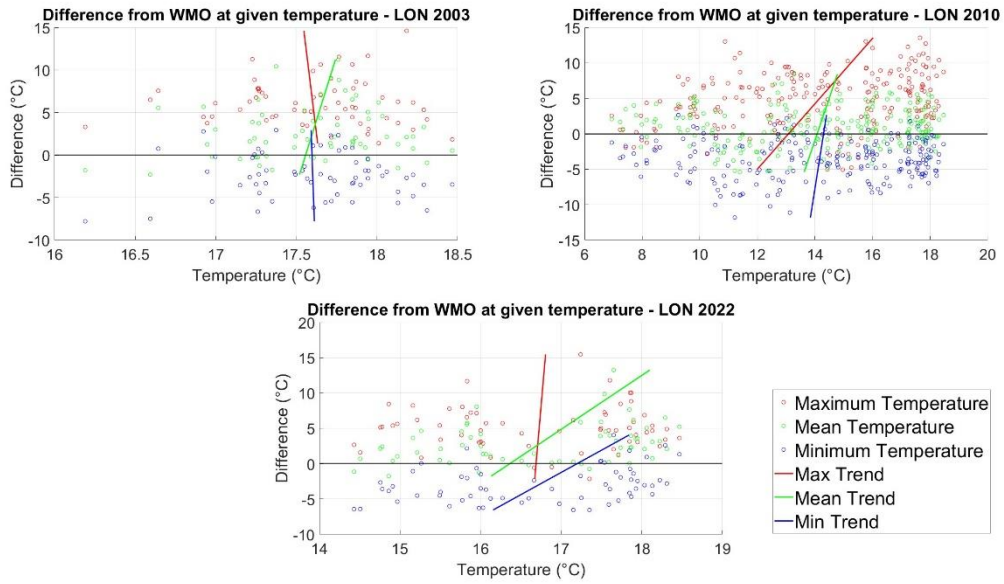 Difference from WMO at given temperature - LON 2003
15
10
5
0
-5
-10
Difference (°C)
16
16.5
17
17.5
18
18.5
Temperature (°C)
Difference from WMO at given temperature - LON 2010
15
10
5
0
-5
-10
-15
Difference (°C)
6
8
10
12
14
16
18
20
Temperature (°C)
Difference from WMO at given temperature - LON 2022
20
15
10
5
0
-5
-10
Difference (°C)
14
15
16
17
18
19
Temperature (°C)
Maximum Temperature
Mean Temperature
Minimum Temperature
Max Trend
Mean Trend
Min Trend